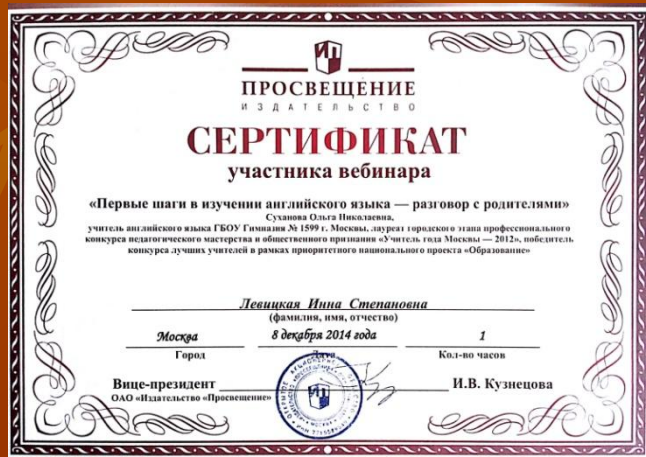 ПРОСВЕЩЕНИЕ
ИЗДАТЕЛЬСТВО
СЕРТИФИКАТ
участника вебинара
«Первые шаги в изучении английского языка — разговор с родителями»
Суханова Ольга Николаевна,
учитель английского языка ГБОУ Гимназия № 1599 г. Москвы, лауреат городского этапа профессионального
конкурса педагогического мастерства и общественного признания «Учитель года Москвы — 2012», победитель
конкурса лучших учителей в рамках приоритетного национального проекта «Образование»
Левицкая Инна Степановна
(фамилия, имя, отчество)
Москва 8 декабря 2014 года 1
Город Дата Кол-во часов
Вице-президент И.В. Кузнецова
ОАО «Издательство «Просвещение»